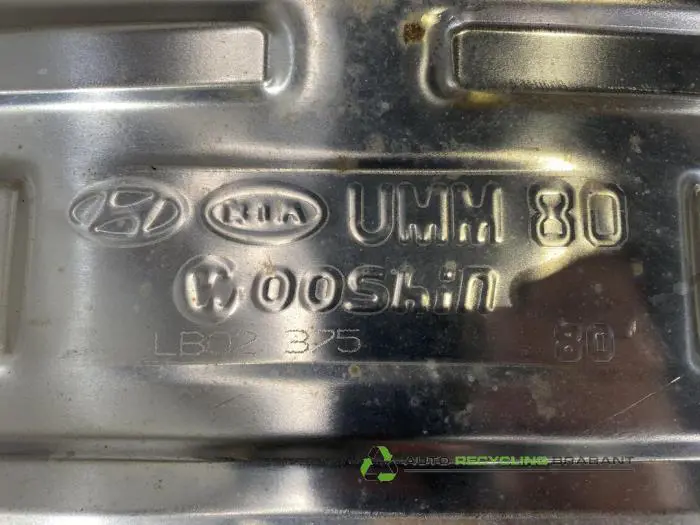 KIA UMM 80
Wooshin
LB02 375 80
AUTO RECYCLING BRABANT